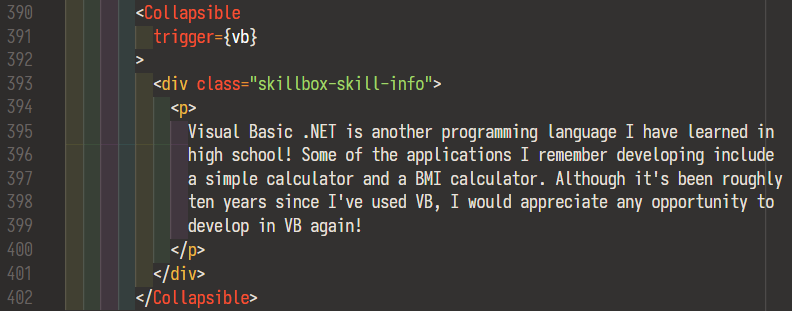 390 <Collapsible
391 trigger={vb}
392 >
393 <div class="skillbox-skill-info">
394 <p>
395 Visual Basic .NET is another programming language I have learned in
396 high school! Some of the applications I remember developing include
397 a simple calculator and a BMI calculator. Although it's been roughly
398 ten years since I've used VB, I would appreciate any opportunity to
399 develop in VB again!
400 </p>
401 </div>
402 </Collapsible>